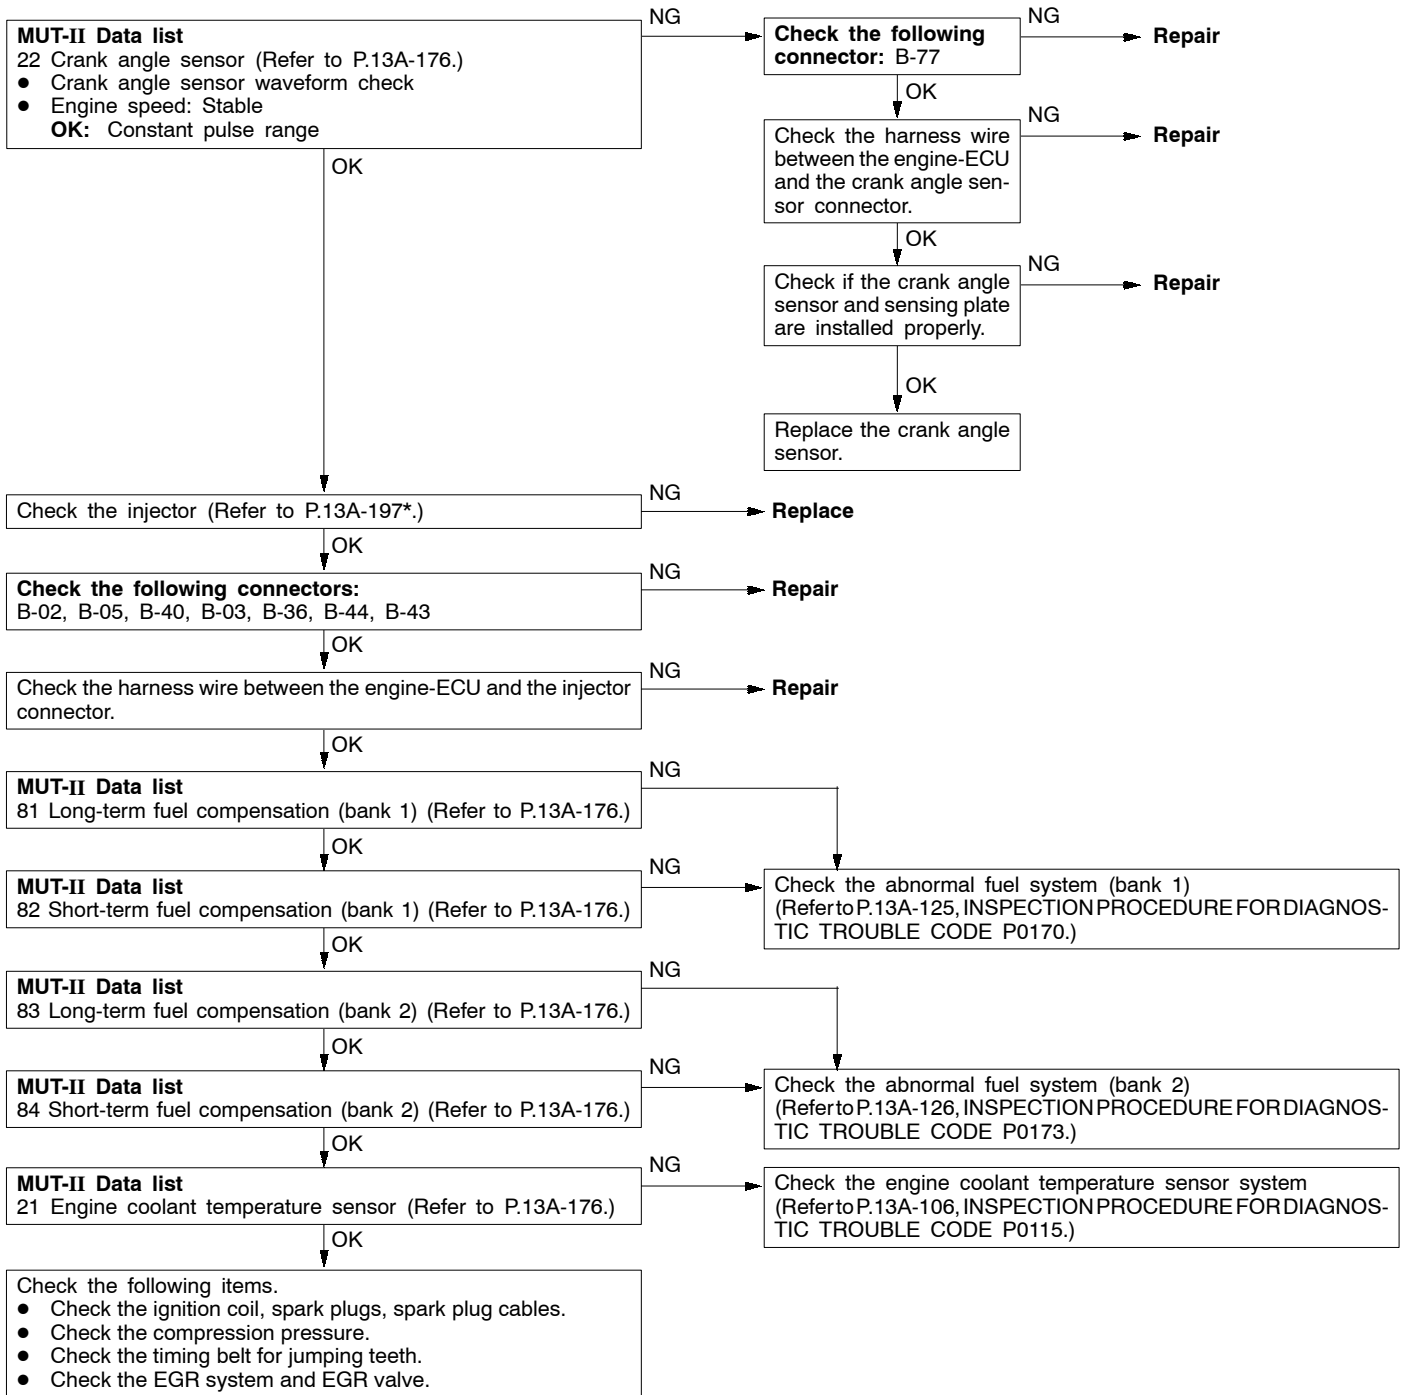 MUT-II Data list
22 Crank angle sensor (Refer to P.13A-176.)
● Crank angle sensor waveform check
● Engine speed: Stable
OK: Constant pulse range
NG
Check the following
connector: B-77
NG
Repair
OK
Check the harness wire
between the engine-ECU
and the crank angle sen-
sor connector.
NG
Repair
OK
Check if the crank angle
sensor and sensing plate
are installed properly.
NG
Repair
OK
Replace the crank angle
sensor.
OK
Check the injector (Refer to P.13A-197*.)
NG
Replace
OK
Check the following connectors:
B-02, B-05, B-40, B-03, B-36, B-44, B-43
NG
Repair
OK
Check the harness wire between the engine-ECU and the injector
connector.
NG
Repair
OK
MUT-II Data list
81 Long-term fuel compensation (bank 1) (Refer to P.13A-176.)
NG
OK
MUT-II Data list
82 Short-term fuel compensation (bank 1) (Refer to P.13A-176.)
NG
Check the abnormal fuel system (bank 1)
(Refer to P.13A-125, INSPECTION PROCEDURE FOR DIAGNOS-
TIC TROUBLE CODE P0170.)
OK
MUT-II Data list
83 Long-term fuel compensation (bank 2) (Refer to P.13A-176.)
NG
OK
MUT-II Data list
84 Short-term fuel compensation (bank 2) (Refer to P.13A-176.)
NG
Check the abnormal fuel system (bank 2)
(Refer to P.13A-126, INSPECTION PROCEDURE FOR DIAGNOS-
TIC TROUBLE CODE P0173.)
OK
MUT-II Data list
21 Engine coolant temperature sensor (Refer to P.13A-176.)
NG
Check the engine coolant temperature sensor system
(Refer to P.13A-106, INSPECTION PROCEDURE FOR DIAGNOS-
TIC TROUBLE CODE P0115.)
OK
Check the following items.
● Check the ignition coil, spark plugs, spark plug cables.
● Check the compression pressure.
● Check the timing belt for jumping teeth.
● Check the EGR system and EGR valve.